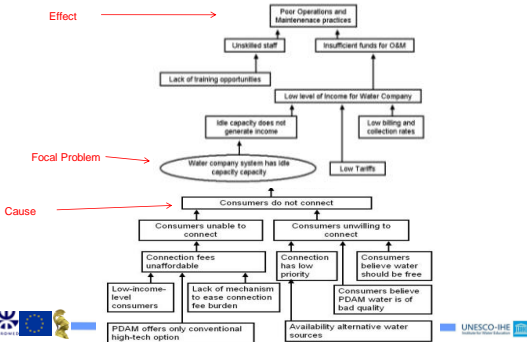 Effect
Poor Operations and
Maintenenace practices
Unskilled staff
Insufficient funds for O&M
Lack of training opportunities
Low level of Income for Water Company
Idle capacity does not
generate income
Low billing and
collection rates
Focal Problem
Water company system has Idle
capacity capacity
Low Tariffs
Cause
Consumers do not connect
Consumers unable to
connect
Consumers unwilling to
connect
Connection fees
unaffordable
Connection
has low
priority
Consumers
believe water
should be free
Low-income-
level
consumers
Lack of mechanism
to ease connection
fee burden
Consumers believe
PDAM water is of
bad quality
PDAM offers only conventional
high-tech option
Availability alternative water
sources
UNESCO-IHE